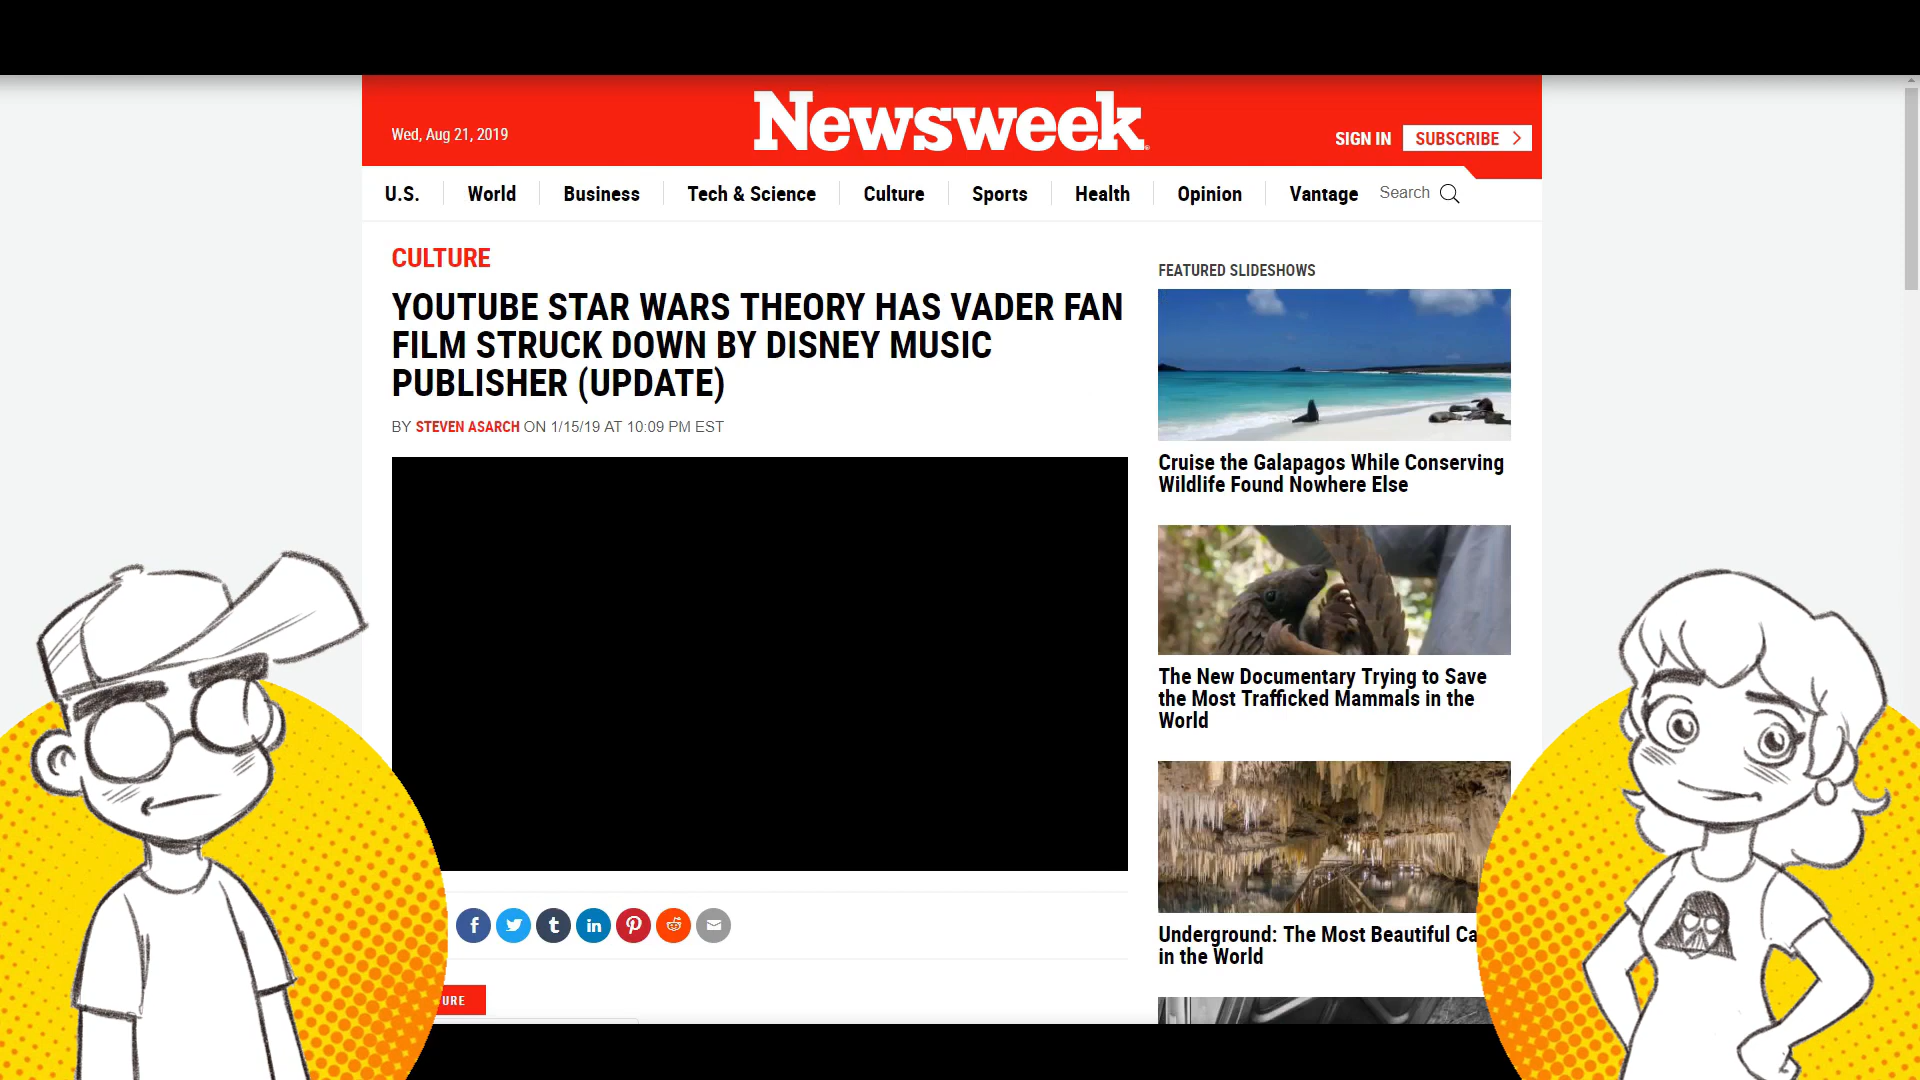 Wed, Aug 21, 2019
Newsweek
SIGN IN
SUBSCRIBE
U.S.
World
Business
Tech & Science
Culture
Sports
Health
Opinion
Vantage
Search
CULTURE
YOUTUBE STAR WARS THEORY HAS VADER FAN
FILM STRUCK DOWN BY DISNEY MUSIC
PUBLISHER (UPDATE)
BY STEVEN ASARCH ON 1/15/19 AT 10:09 PM EST
FEATURED SLIDESHOWS
Cruise the Galapagos While Conserving
Wildlife Found Nowhere Else
The New Documentary Trying to Save
the Most Trafficked Mammals in the
World
Underground: The Most Beautiful Ca
in the World
URE